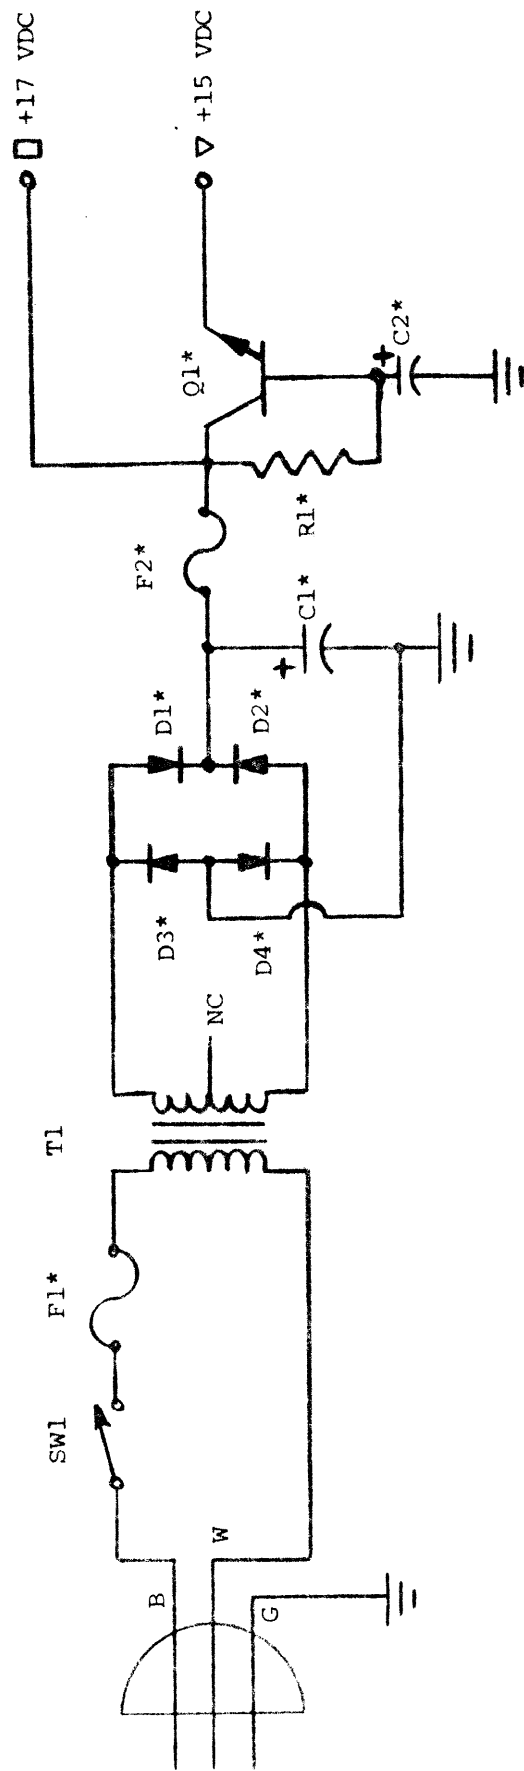 B
W
G
SW1
F1*
T1
NC
D3*
D4*
D1*
D2*
C1*
+
F2*
R1*
Q1*
+
C2*
+17 VDC
+15 VDC